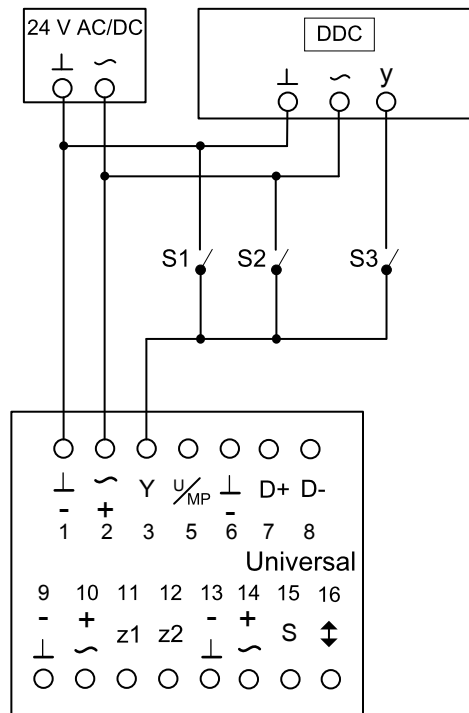 24 V AC/DC
DDC
⊥ ~
⊥ ~ y
S1 S2 S3
⊥ ~ Y U/MP ⊥ D+ D-
- + -
1 2 3 5 6 7 8
Universal
9 10 11 12 13 14 15 16
- + z1 z2 - + S ↕
⊥ ~ ⊥ ~